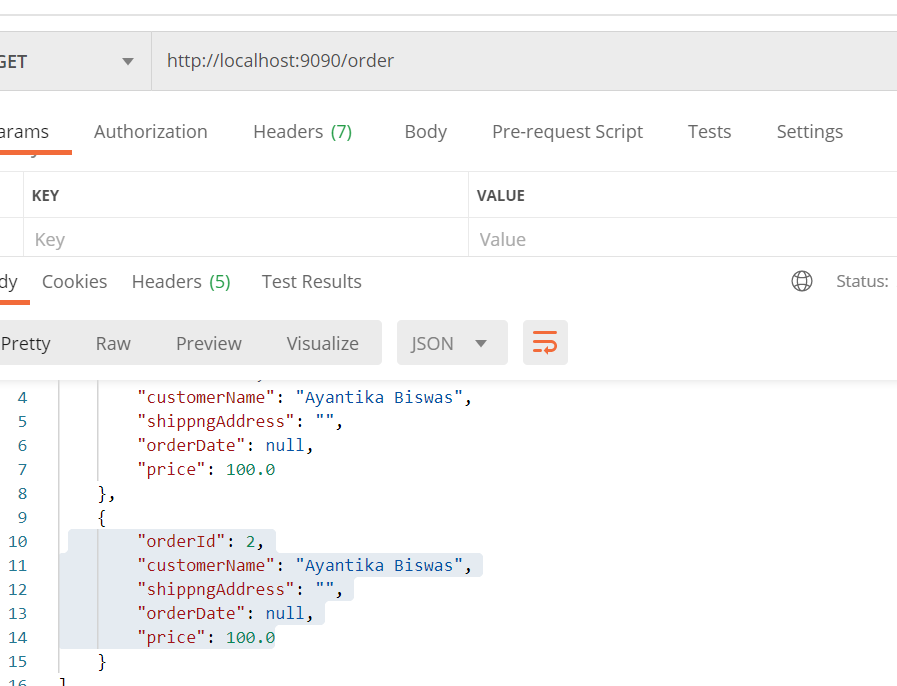 GET http://localhost:9090/order
arams Authorization Headers (7) Body Pre-request Script Tests Settings
KEY VALUE
Key Value
dy Cookies Headers (5) Test Results Status:
Pretty Raw Preview Visualize JSON
4 "customerName": "Ayantika Biswas",
5 "shippngAddress": "",
6 "orderDate": null,
7 "price": 100.0
8 },
9 {
10 "orderId": 2,
11 "customerName": "Ayantika Biswas",
12 "shippngAddress": "",
13 "orderDate": null,
14 "price": 100.0
15 }
16 ]